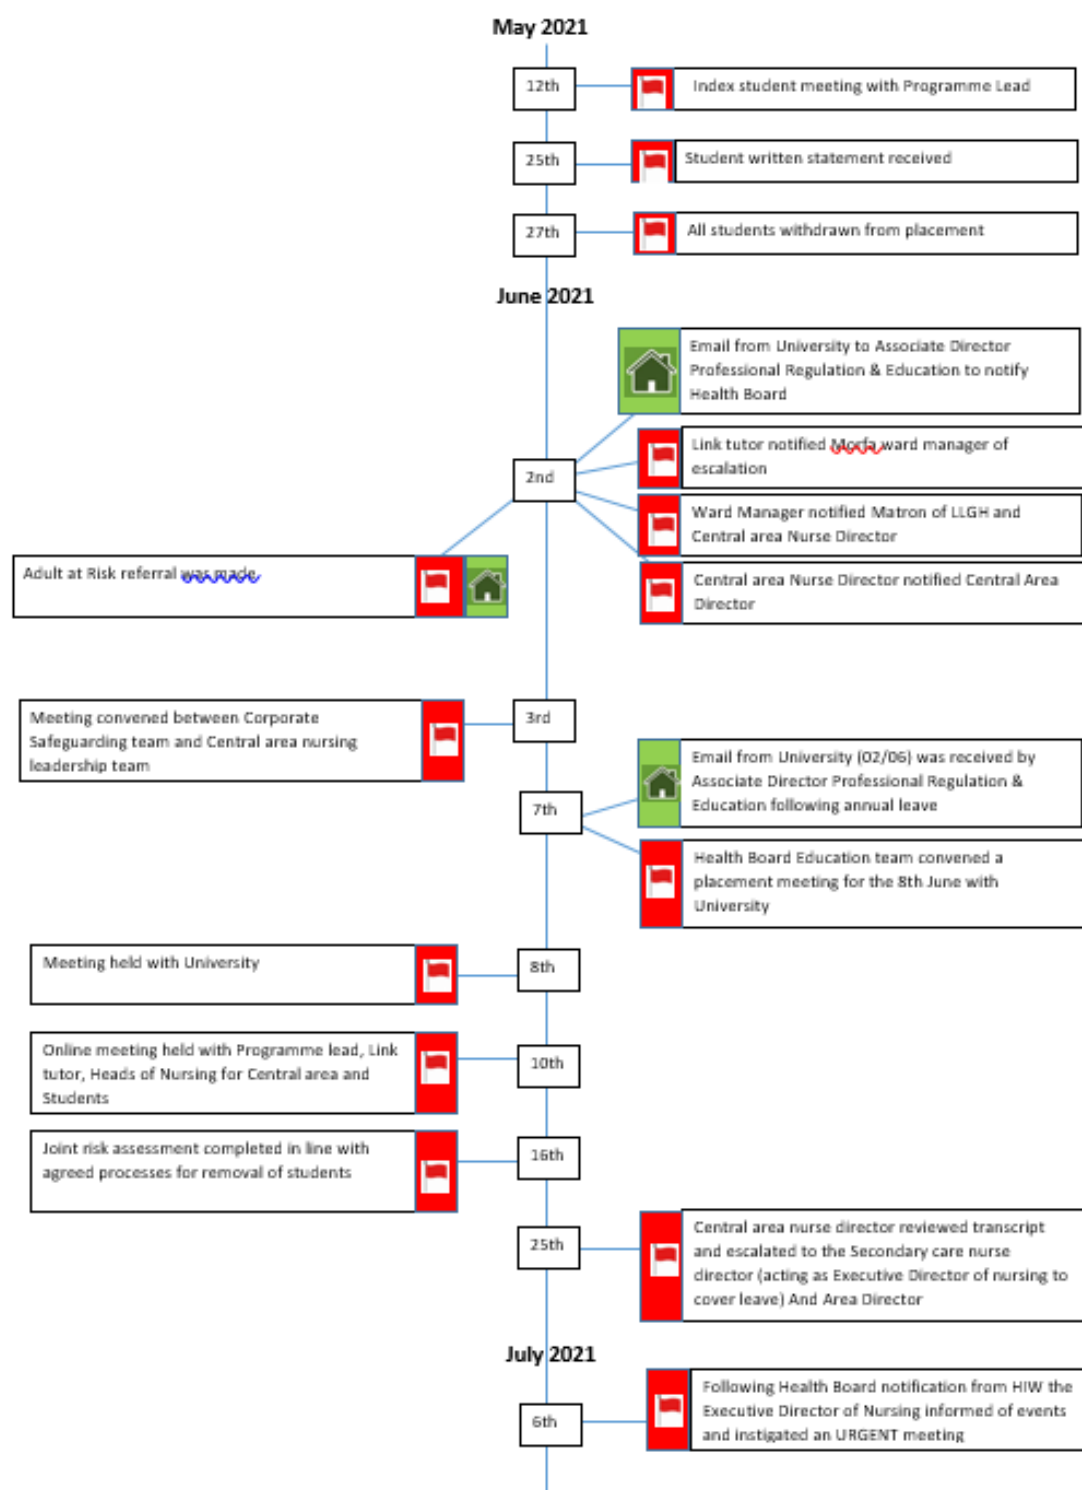 May 2021
12th
Index student meeting with Programme Lead
25th
Student written statement received
27th
All students withdrawn from placement
June 2021
Email from University to Associate Director
Professional Regulation & Education to notify
Health Board
Link tutor notified Morfa ward manager of
escalation
2nd
Ward Manager notified Matron of LLGH and
Central area Nurse Director
Adult at Risk referral was made.
Central area Nurse Director notified Central Area
Director
Meeting convened between Corporate
Safeguarding team and Central area nursing
leadership team
3rd
Email from University (02/06) was received by
Associate Director Professional Regulation &
Education following annual leave
7th
Health Board Education team convened a
placement meeting for the 8th June with
University
Meeting held with University
8th
Online meeting held with Programme lead, Link
tutor, Heads of Nursing for Central area and
Students
10th
Joint risk assessment completed in line with
agreed processes for removal of students
16th
25th
Central area nurse director reviewed transcript
and escalated to the Secondary care nurse
director (acting as Executive Director of nursing to
cover leave) And Area Director
July 2021
6th
Following Health Board notification from HIW the
Executive Director of Nursing informed of events
and instigated an URGENT meeting